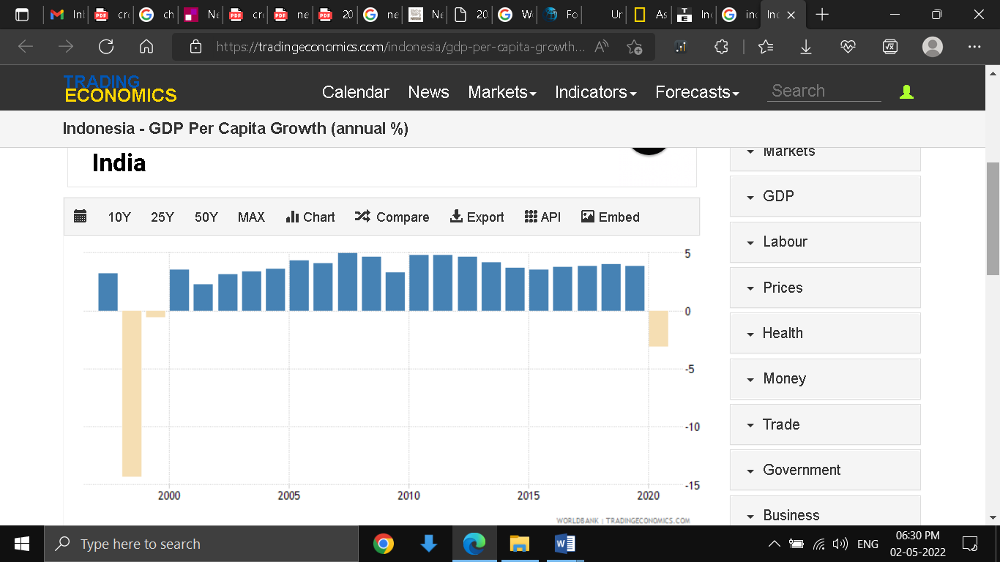 InI
cre
ch
Ne
cre
ne
20
ne
Ne
20
We
Fo
Ur
As
Inc
inc
Inc
https://tradingeconomics.com/indonesia/gdp-per-capita-growth...
TRADING
ECONOMICS
Calendar News Markets Indicators Forecasts Search
Indonesia - GDP Per Capita Growth (annual %)
India
10Y 25Y 50Y MAX Chart Compare Export API Embed
5
0
-5
-10
-15
2000 2005 2010 2015 2020
WORLDBANK | TRADINGECONOMICS.COM
Markets
GDP
Labour
Prices
Health
Money
Trade
Government
Business
Type here to search
ENG
06:30 PM
02-05-2022